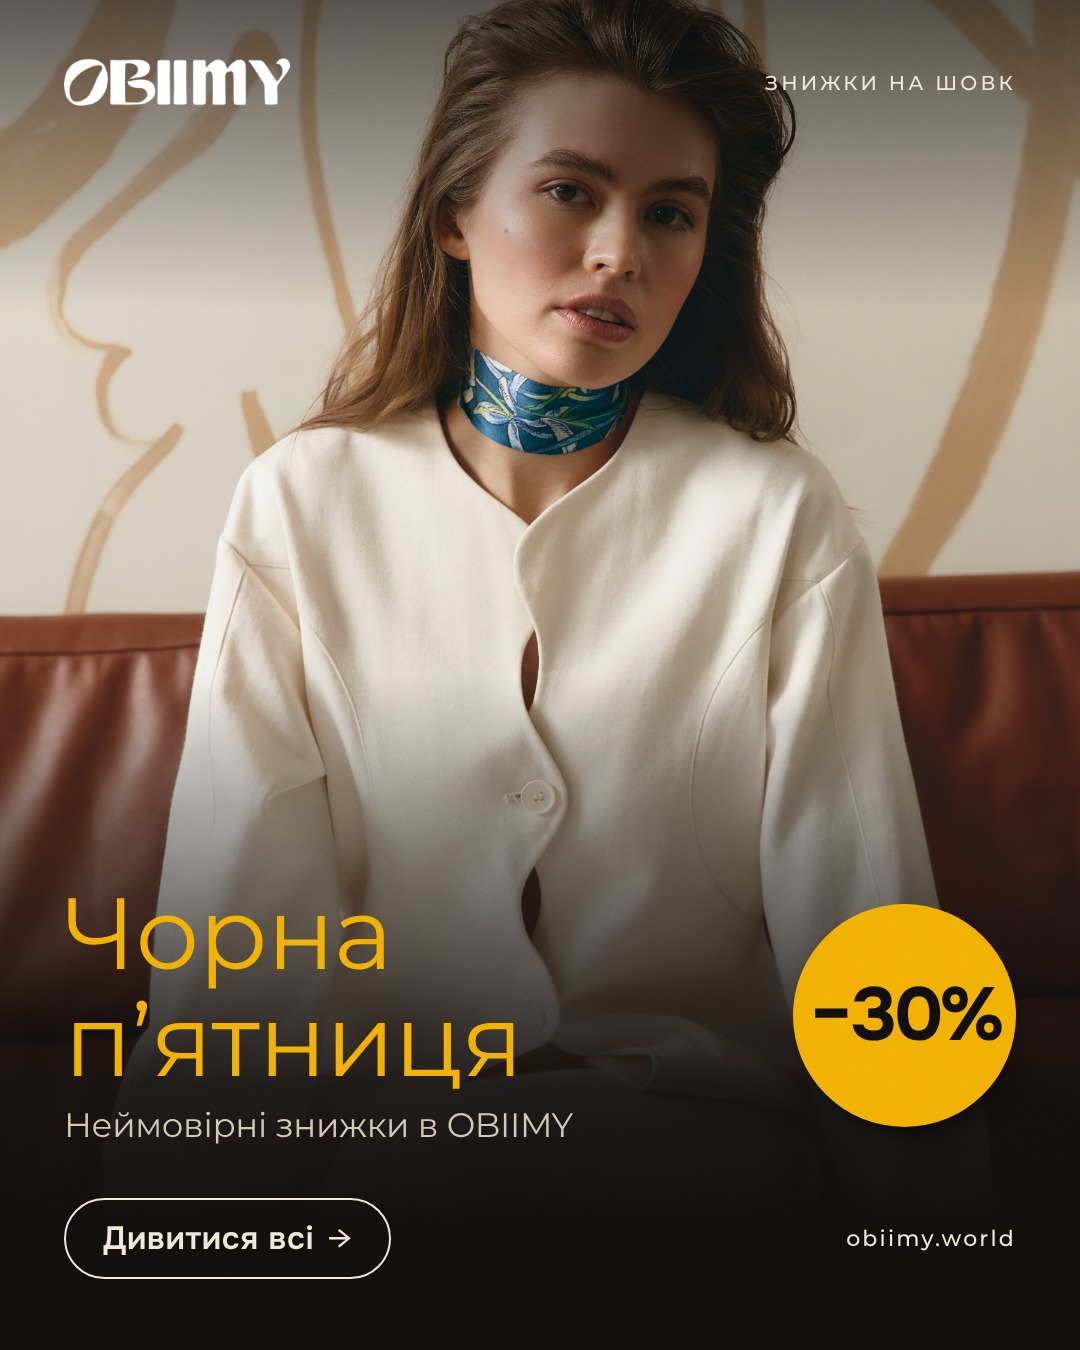 OBIIMY
ЗНИЖКИ НА ШОВК
Чорна
п’ятниця
Неймовірні знижки в OBIIMY
−30%
Дивитися всі →
obiimy.world